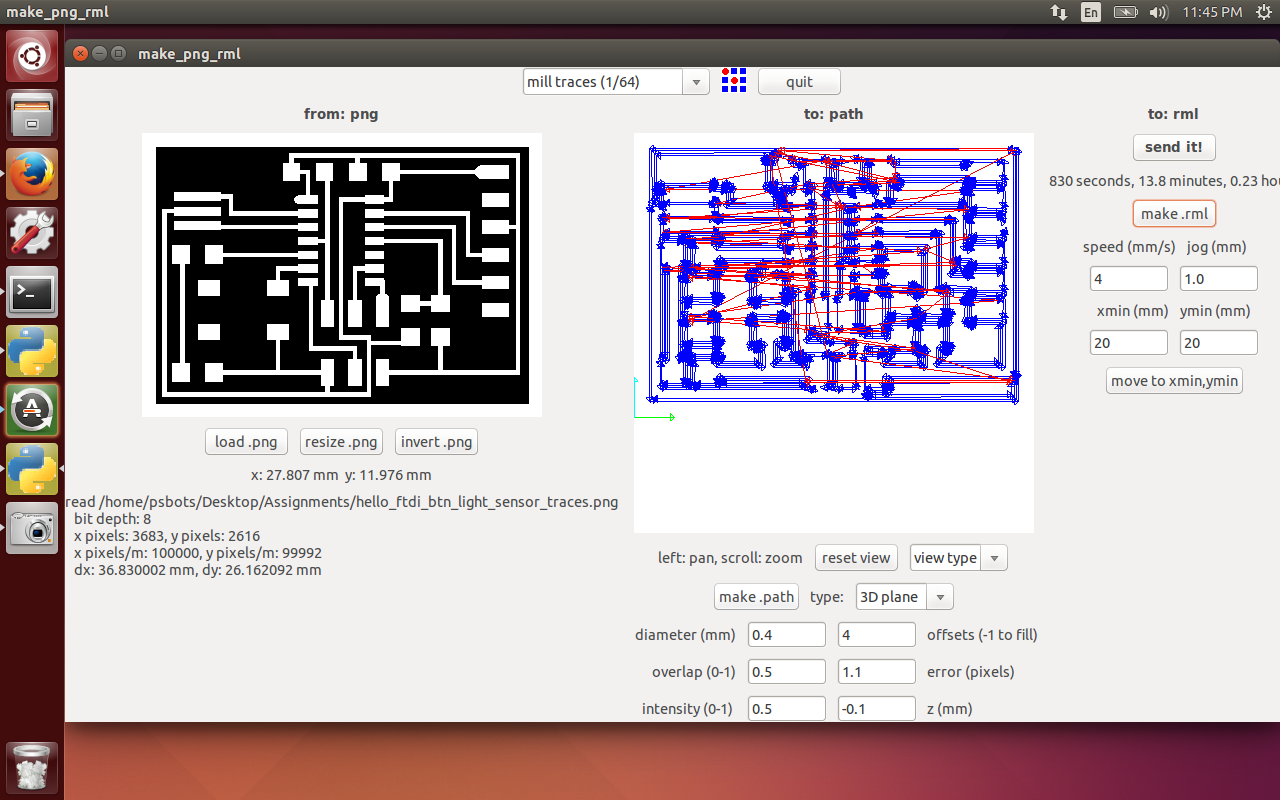 make_png_rml
En
11:45 PM
make_png_rml
mill traces (1/64)
quit
from: png
to: path
to: rml
send it!
830 seconds, 13.8 minutes, 0.23 hou
make .rml
speed (mm/s) jog (mm)
4
1.0
xmin (mm) ymin (mm)
20
20
move to xmin,ymin
load .png
resize .png
invert .png
x: 27.807 mm y: 11.976 mm
read /home/psbots/Desktop/Assignments/hello_ftdi_btn_light_sensor_traces.png
bit depth: 8
x pixels: 3683, y pixels: 2616
x pixels/m: 100000, y pixels/m: 99992
dx: 36.830002 mm, dy: 26.162092 mm
left: pan, scroll: zoom
reset view
view type
make .path
type:
3D plane
diameter (mm)
0.4
4
offsets (-1 to fill)
overlap (0-1)
0.5
1.1
error (pixels)
intensity (0-1)
0.5
-0.1
z (mm)